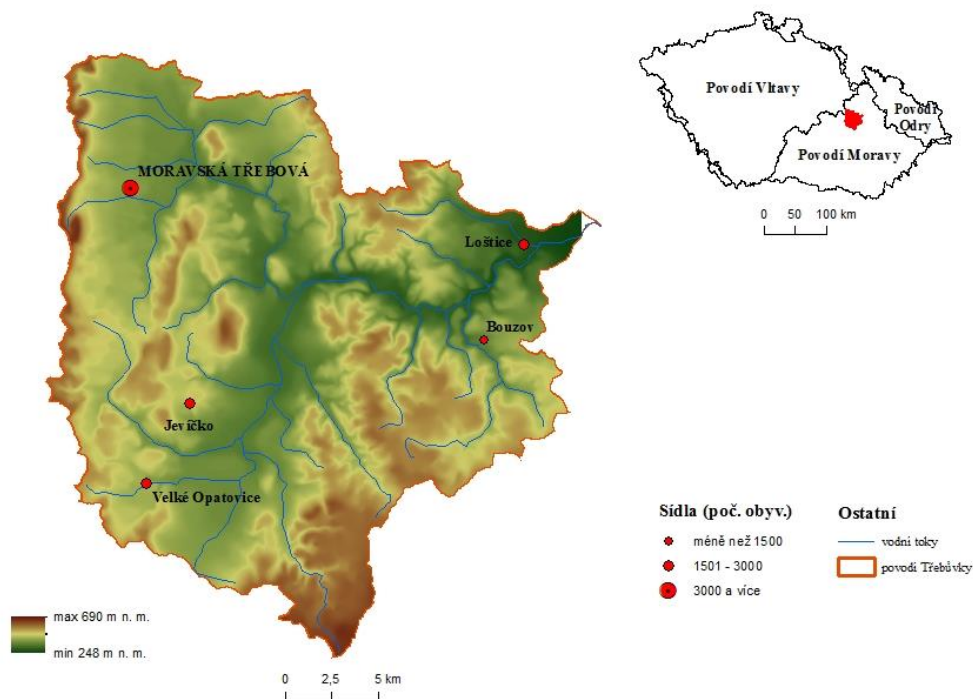 Povodí Vltavy
Povodí
Odry
Povodí Moravy
0 50 100 km
MORAVSKÁ TŘEBOVÁ
Loštice
Bouzov
Jevíčko
Velké Opatovice
Sídla (poč. obyv.)
méně než 1500
1501 - 3000
3000 a více
Ostatní
vodní toky
povodí Třebůvky
max 690 m n. m.
min 248 m n. m.
0 2,5 5 km